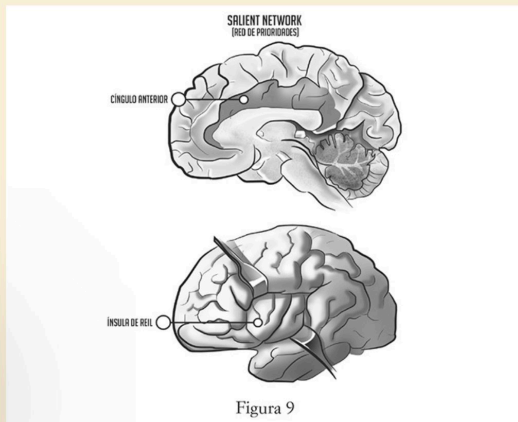 SALIENT NETWORK
(RED DE PRIORIDADES)
CÍNGULO ANTERIOR
ÍNSULA DE REIL
Figura 9